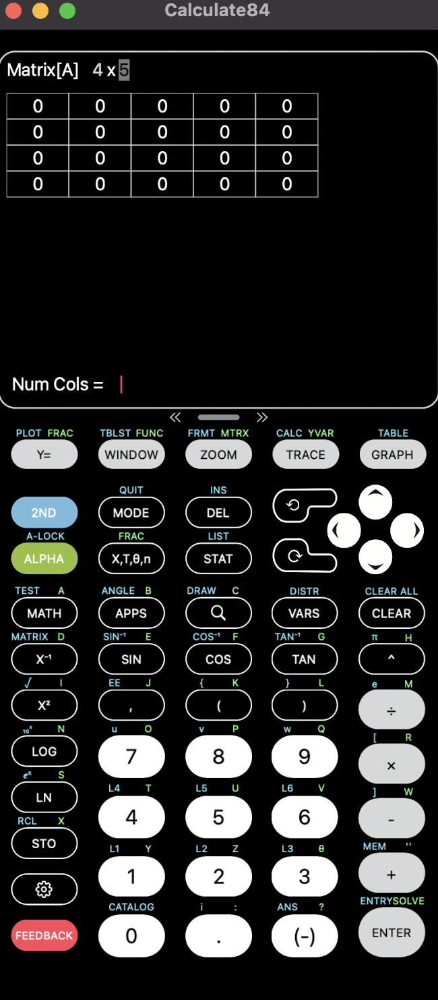 Calculate84
Matrix[A] 4 x 5
0 0 0 0 0
0 0 0 0 0
0 0 0 0 0
0 0 0 0 0
Num Cols =
PLOT FRAC TBLST FUNC FRMT MTRX CALC YVAR TABLE
Y= WINDOW ZOOM TRACE GRAPH
QUIT INS
2ND MODE DEL
A-LOCK FRAC LIST
ALPHA X,T,θ,n STAT
TEST A ANGLE B DRAW C DISTR CLEAR ALL
MATH APPS VARS CLEAR
MATRIX D SIN⁻¹ E COS⁻¹ F TAN⁻¹ G π H
X⁻¹ SIN COS TAN ^
√ I EE J { K } L e M
X² , ( ) ÷
10ˣ N u O v P w Q [ R
LOG 7 8 9 ×
eˣ S L4 T L5 U L6 V ] W
LN 4 5 6 -
RCL X L1 Y L2 Z L3 θ MEM "
STO 1 2 3 +
CATALOG i : ANS ? ENTRY SOLVE
FEEDBACK 0 . (-) ENTER